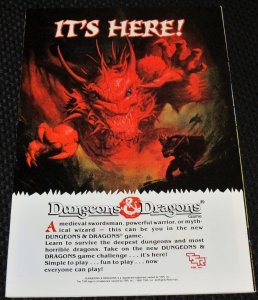 IT'S HERE!
Dungeons & Dragons®
Game
A medieval swordsman, powerful warrior, or myth-
ical wizard — this can be you in the new
DUNGEONS & DRAGONS® game.
Learn to survive the deepest dungeons and most
horrible dragons. Take on the new DUNGEONS &
DRAGONS game challenge . . . it's here!
Simple to play . . . fun to play . . . now
everyone can play!
TSR